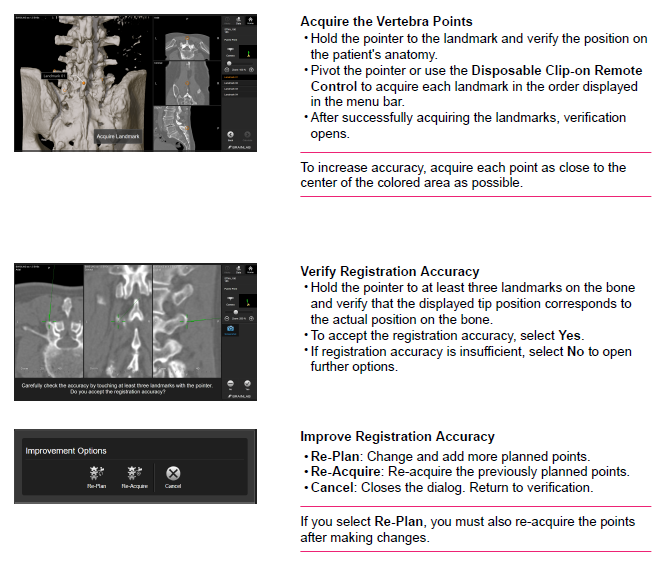 Acquire the Vertebra Points
• Hold the pointer to the landmark and verify the position on
the patient's anatomy.
• Pivot the pointer or use the Disposable Clip-on Remote
Control to acquire each landmark in the order displayed
in the menu bar.
• After successfully acquiring the landmarks, verification
opens.
To increase accuracy, acquire each point as close to the
center of the colored area as possible.
Landmark 01
Acquire Landmark
BRAINLAB
Verify Registration Accuracy
• Hold the pointer to at least three landmarks on the bone
and verify that the displayed tip position corresponds to
the actual position on the bone.
• To accept the registration accuracy, select Yes.
• If registration accuracy is insufficient, select No to open
further options.
Carefully check the accuracy by touching at least three landmarks with the pointer.
Do you accept the registration accuracy?
No
Yes
BRAINLAB
Improve Registration Accuracy
• Re-Plan: Change and add more planned points.
• Re-Acquire: Re-acquire the previously planned points.
• Cancel: Closes the dialog. Return to verification.
Improvement Options
Re-Plan Re-Acquire Cancel
If you select Re-Plan, you must also re-acquire the points
after making changes.